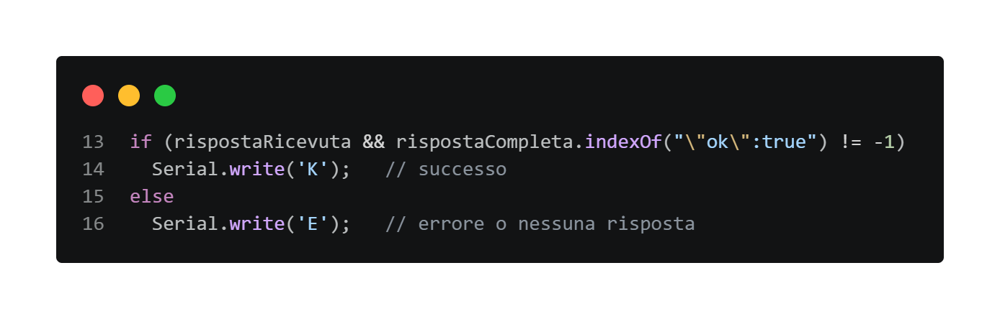 13 if (rispostaRicevuta && rispostaCompleta.indexOf("\"ok\":true") != -1)
14   Serial.write('K');   // successo
15 else
16   Serial.write('E');   // errore o nessuna risposta